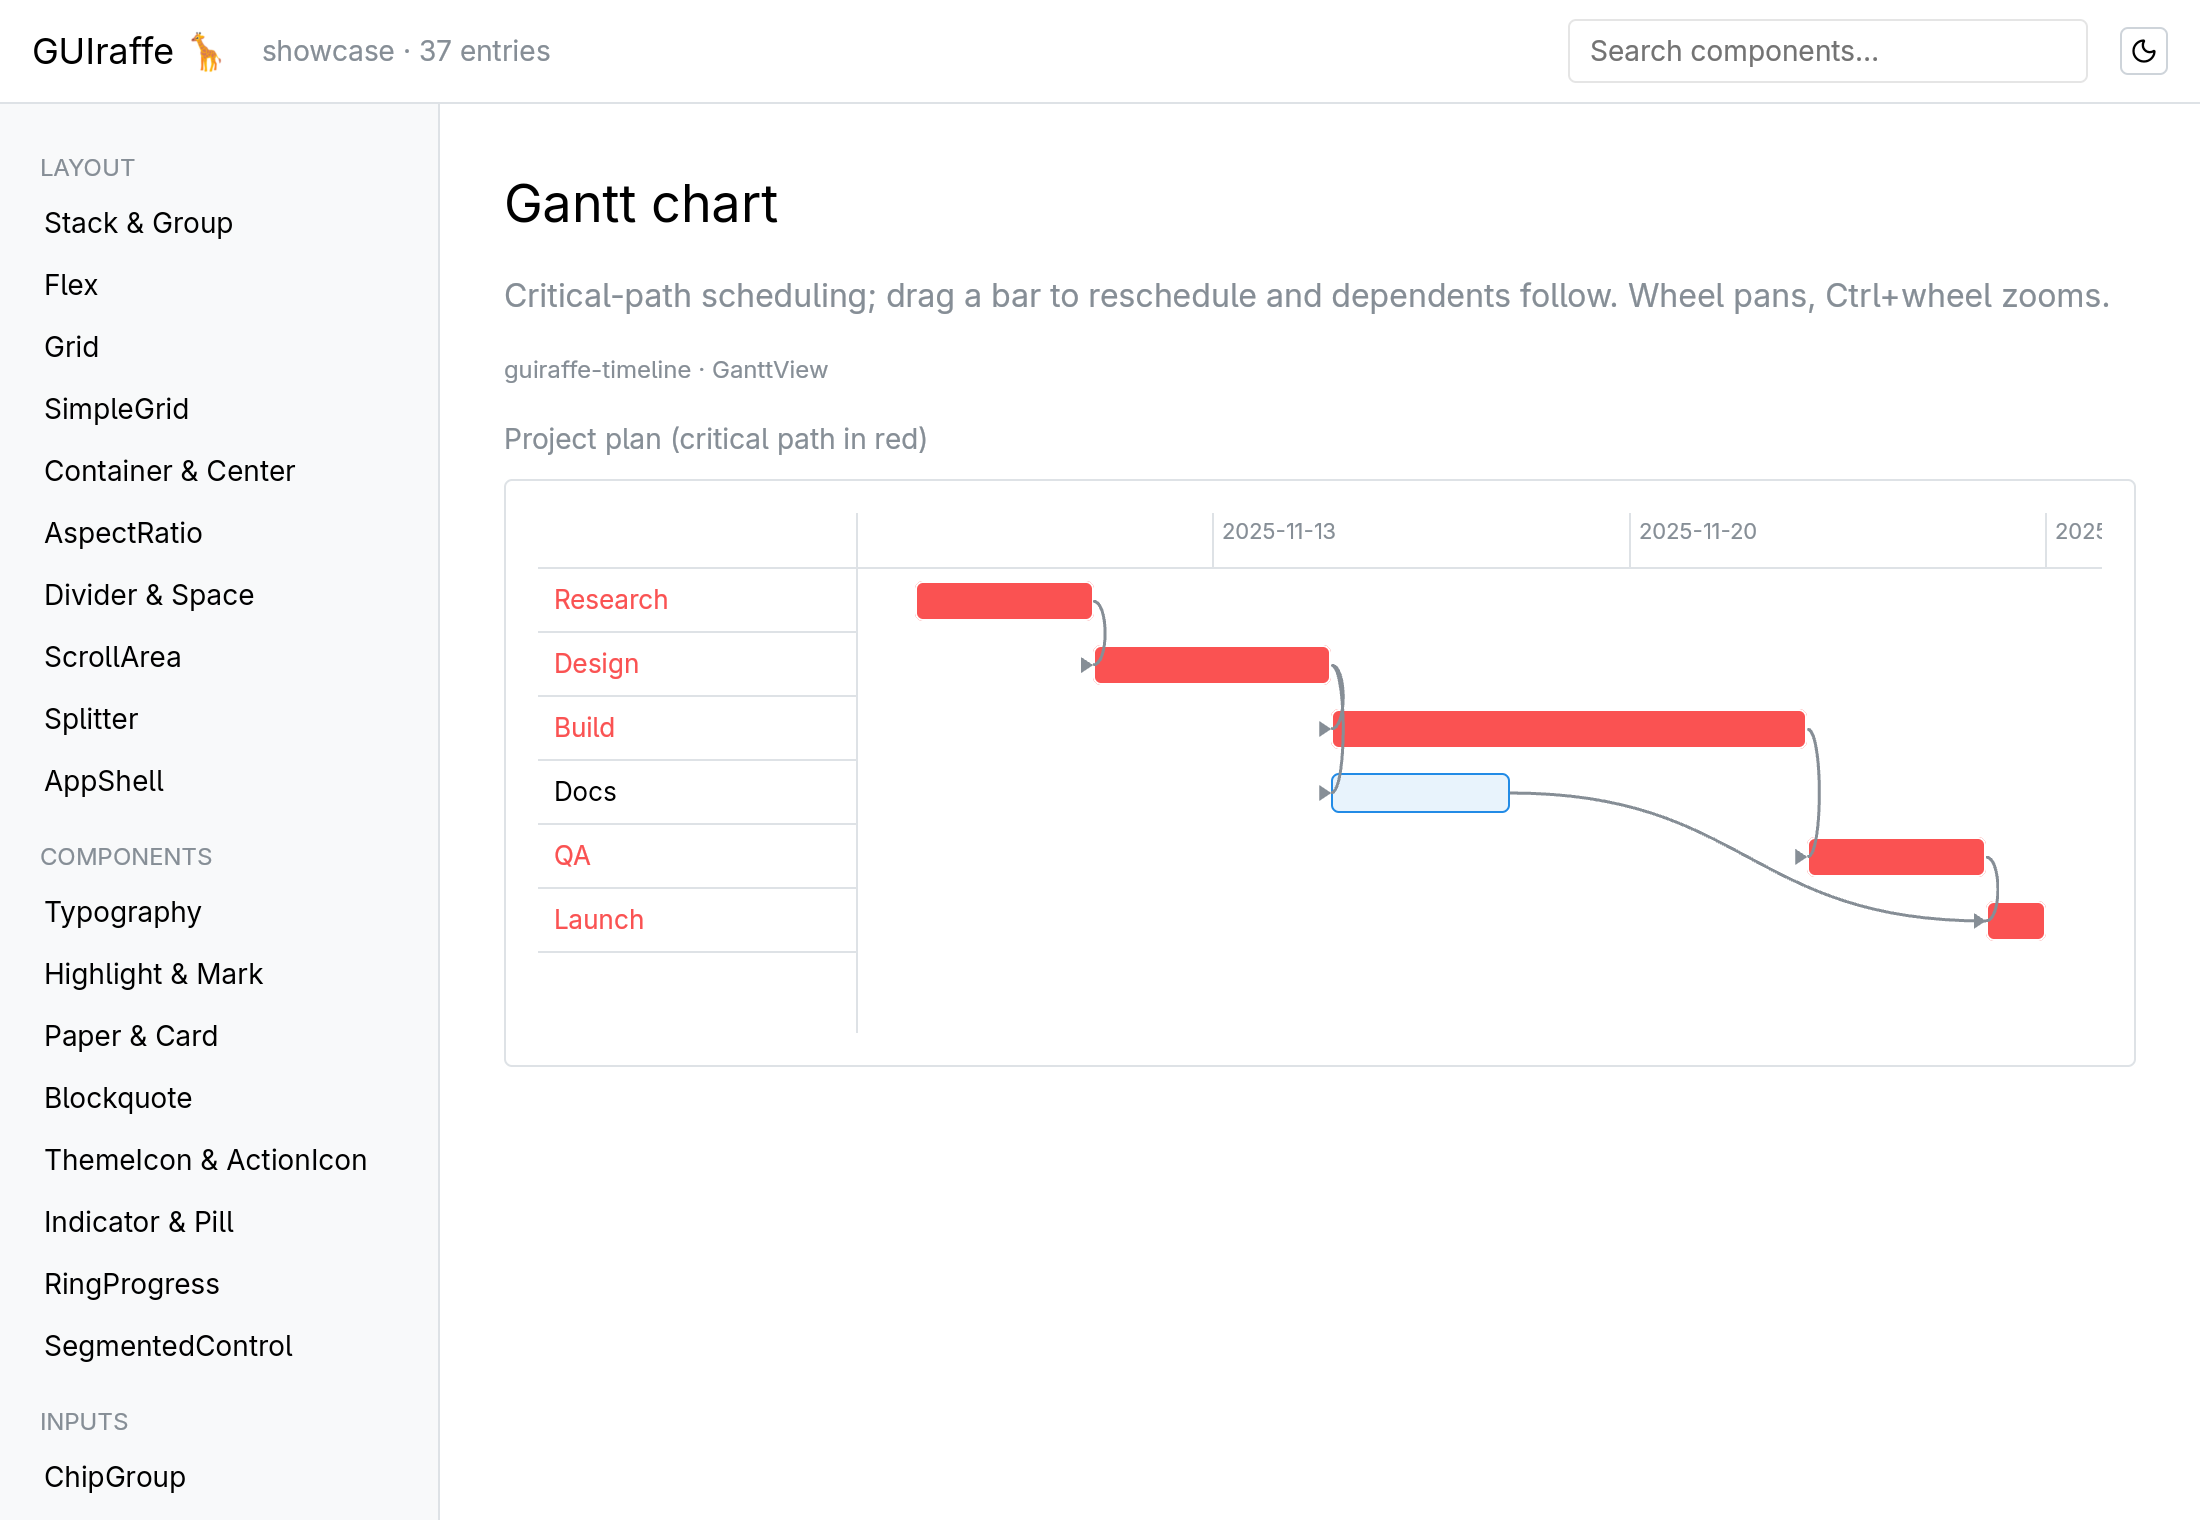 GUIraffe 🦒 showcase · 37 entries
Search components...
LAYOUT
Stack & Group
Flex
Grid
SimpleGrid
Container & Center
AspectRatio
Divider & Space
ScrollArea
Splitter
AppShell
COMPONENTS
Typography
Highlight & Mark
Paper & Card
Blockquote
ThemeIcon & ActionIcon
Indicator & Pill
RingProgress
SegmentedControl
INPUTS
ChipGroup
Gantt chart
Critical-path scheduling; drag a bar to reschedule and dependents follow. Wheel pans, Ctrl+wheel zooms.
guiraffe-timeline · GanttView
Project plan (critical path in red)
2025-11-13 2025-11-20 2025
Research
Design
Build
Docs
QA
Launch